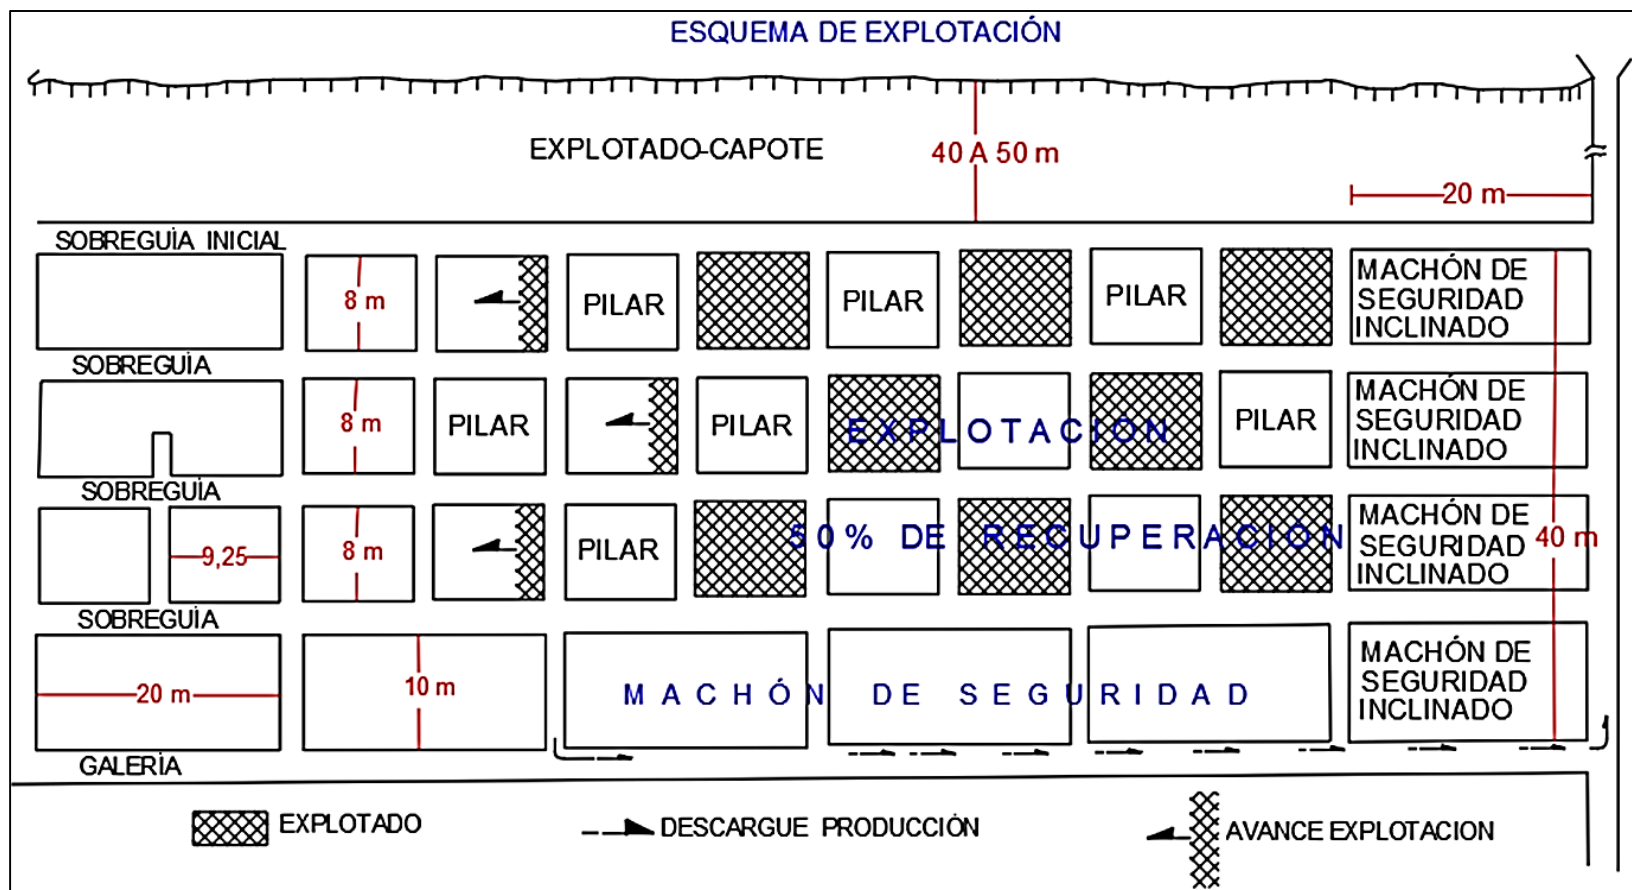 ESQUEMA DE EXPLOTACIÓN
EXPLOTADO-CAPOTE
40 A 50 m
20 m
SOBREGUÍA INICIAL
8 m
PILAR
PILAR
PILAR
MACHÓN DE
SEGURIDAD
INCLINADO
SOBREGUÍA
8 m
PILAR
PILAR
EXPLOTACIÓN
PILAR
MACHÓN DE
SEGURIDAD
INCLINADO
SOBREGUÍA
9,25
8 m
PILAR
50% DE RECUPERACIÓN
MACHÓN DE
SEGURIDAD
INCLINADO
40 m
SOBREGUÍA
20 m
10 m
MACHÓN DE SEGURIDAD
MACHÓN DE
SEGURIDAD
INCLINADO
GALERÍA
EXPLOTADO
DESCARGUE PRODUCCIÓN
AVANCE EXPLOTACION